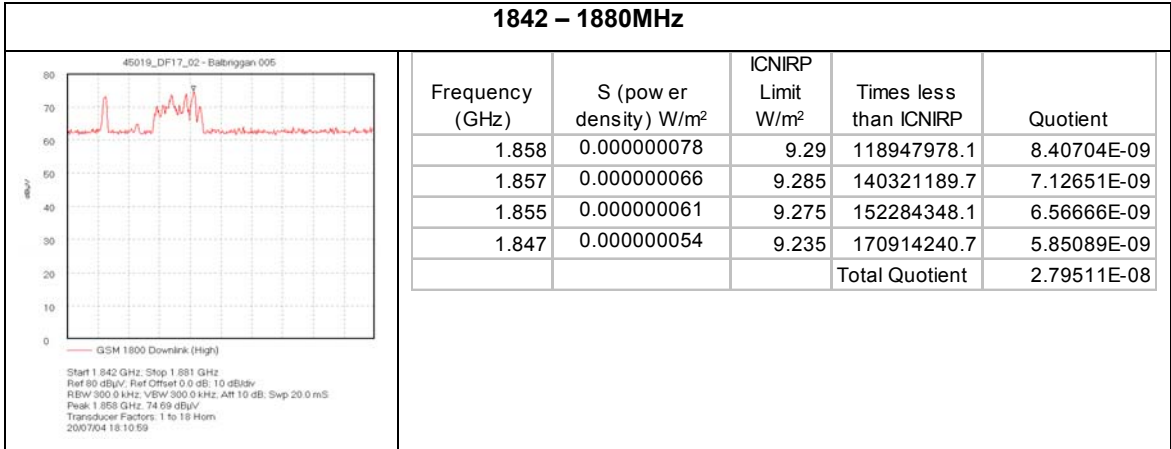 1842 – 1880MHz
45019_DF17_02 - Balbriggan 005
80
70
60
50
40
30
20
10
0
dBµV
GSM 1800 Downlink (High)
Start 1.842 GHz; Stop 1.881 GHz
Ref 80 dBµV; Ref Offset 0.0 dB; 10 dB/div
RBW 300.0 kHz; VBW 300.0 kHz; Att 10 dB; Swp 20.0 mS
Peak 1.858 GHz, 74.69 dBµV
Transducer Factors: 1 to 18 Horn
20/07/04 18:10:59
Frequency (GHz) S (pow er density) W/m² ICNIRP Limit W/m² Times less than ICNIRP Quotient
1.858 0.000000078 9.29 118947978.1 8.40704E-09
1.857 0.000000066 9.285 140321189.7 7.12651E-09
1.855 0.000000061 9.275 152284348.1 6.56666E-09
1.847 0.000000054 9.235 170914240.7 5.85089E-09
Total Quotient 2.79511E-08